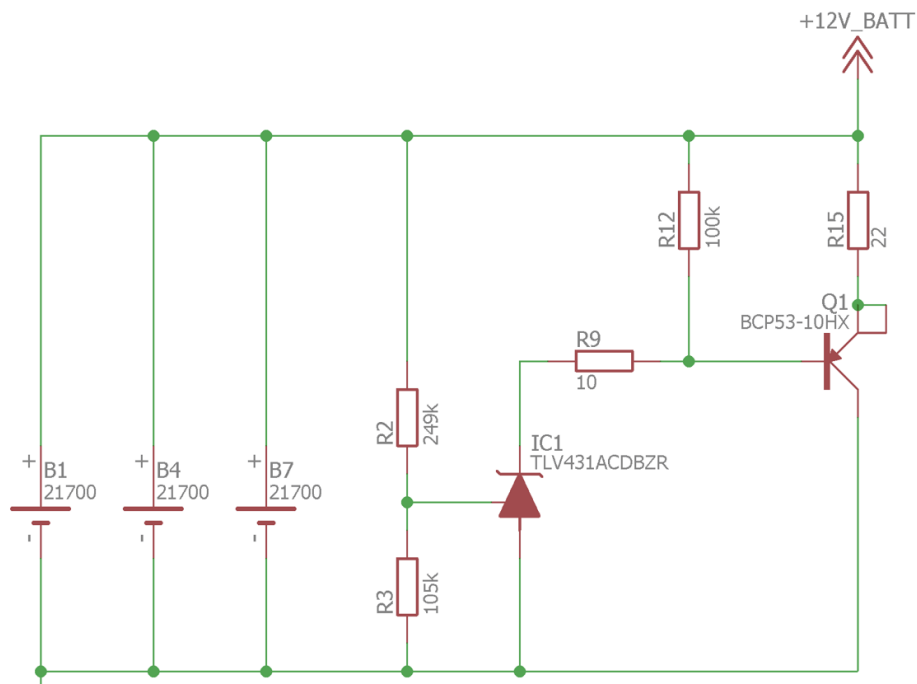 +12V_BATT
R12
100k
R15
22
Q1
BCP53-10HX
R9
10
R2
249k
IC1
TLV431ACDBZR
+
B1
21700
-
+
B4
21700
-
+
B7
21700
-
R3
105k